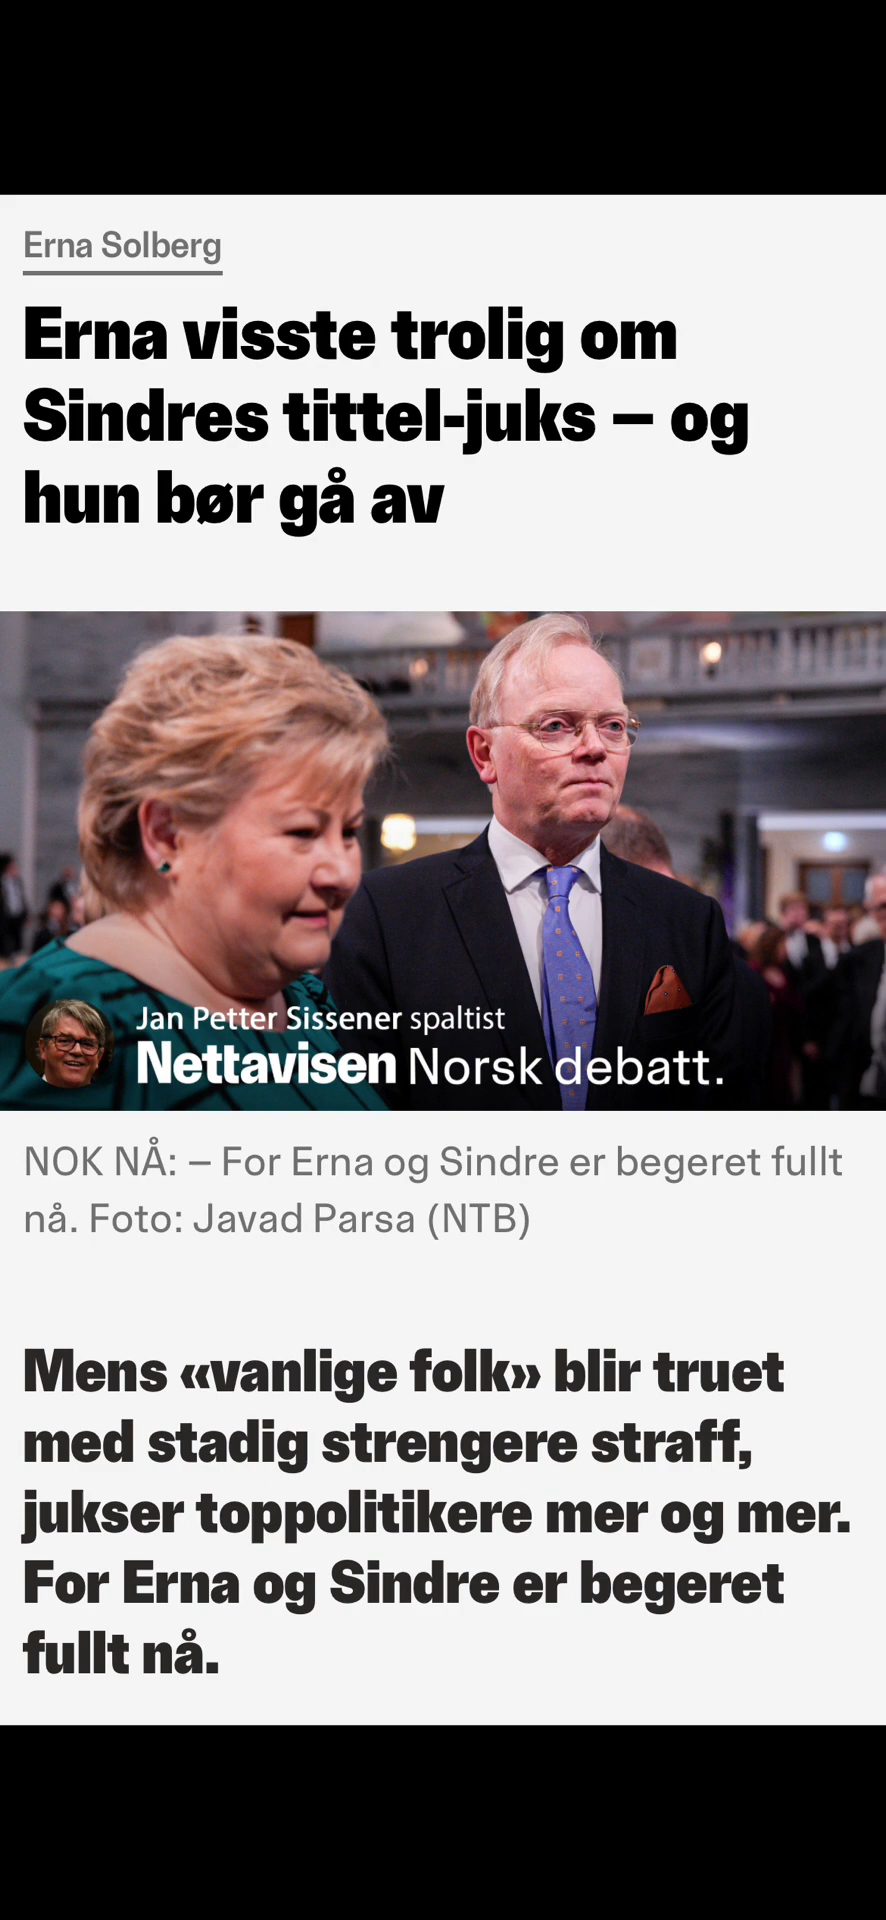 Erna Solberg
Erna visste trolig om
Sindres tittel-juks – og
hun bør gå av
Jan Petter Sissener spaltist
Nettavisen Norsk debatt.
NOK NÅ: – For Erna og Sindre er begeret fullt
nå. Foto: Javad Parsa (NTB)
Mens «vanlige folk» blir truet
med stadig strengere straff,
jukser toppolitikere mer og mer.
For Erna og Sindre er begeret
fullt nå.